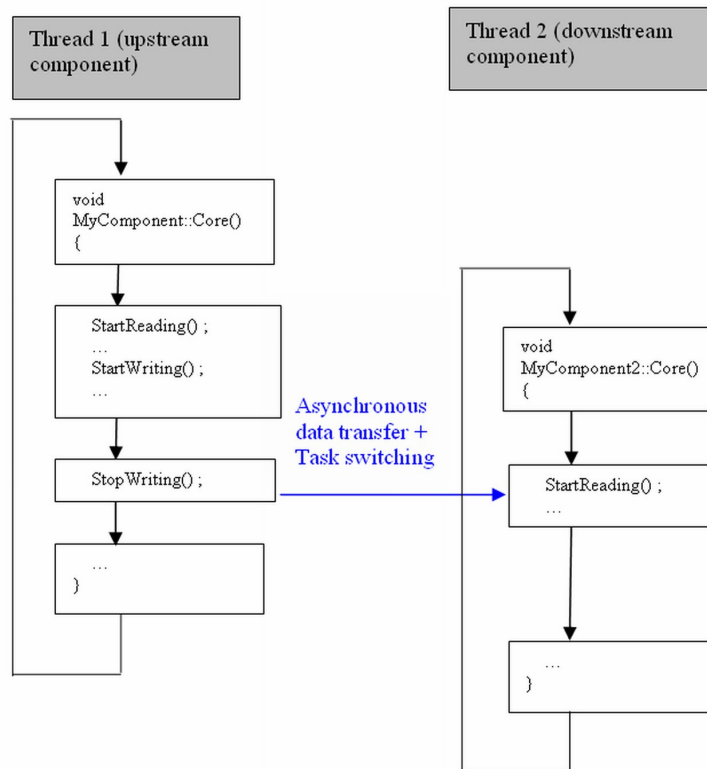 Thread 1 (upstream
component)
Thread 2 (downstream
component)
void
MyComponent::Core()
{
StartReading() ;
...
StartWriting() ;
...
StopWriting() ;
...
}
Asynchronous
data transfer +
Task switching
void
MyComponent2::Core()
{
StartReading() ;
...
...
}